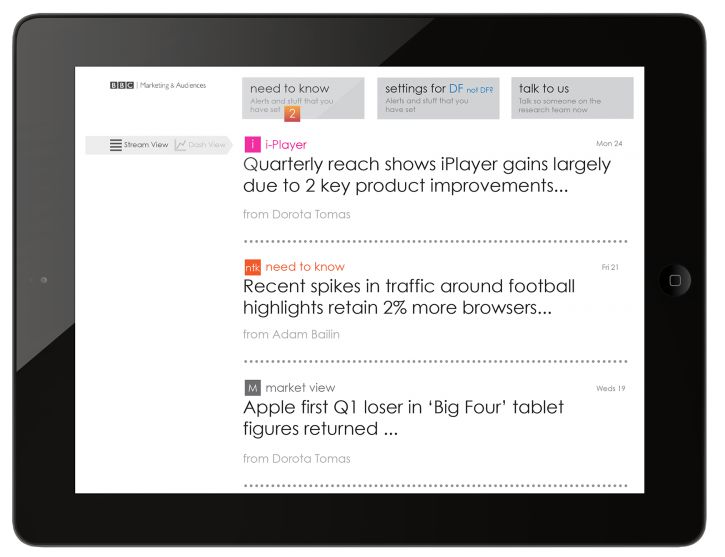 BBC | Marketing & Audiences
need to know
Alerts and stuff that you
have set
2
settings for DF not DF?
Alerts and stuff that you
have set
talk to us
Talk so someone on the
research team now
Stream View Dash View
i i-Player Mon 24
Quarterly reach shows iPlayer gains largely
due to 2 key product improvements...
from Dorota Tomas
ntk need to know Fri 21
Recent spikes in traffic around football
highlights retain 2% more browsers...
from Adam Bailin
M market view Weds 19
Apple first Q1 loser in ‘Big Four’ tablet
figures returned ...
from Dorota Tomas